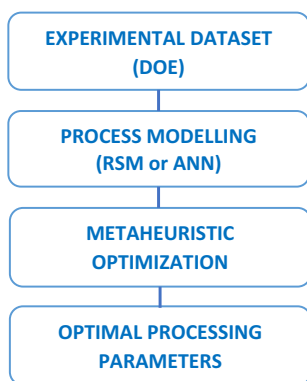 EXPERIMENTAL DATASET
(DOE)
PROCESS MODELLING
(RSM or ANN)
METAHEURISTIC
OPTIMIZATION
OPTIMAL PROCESSING
PARAMETERS